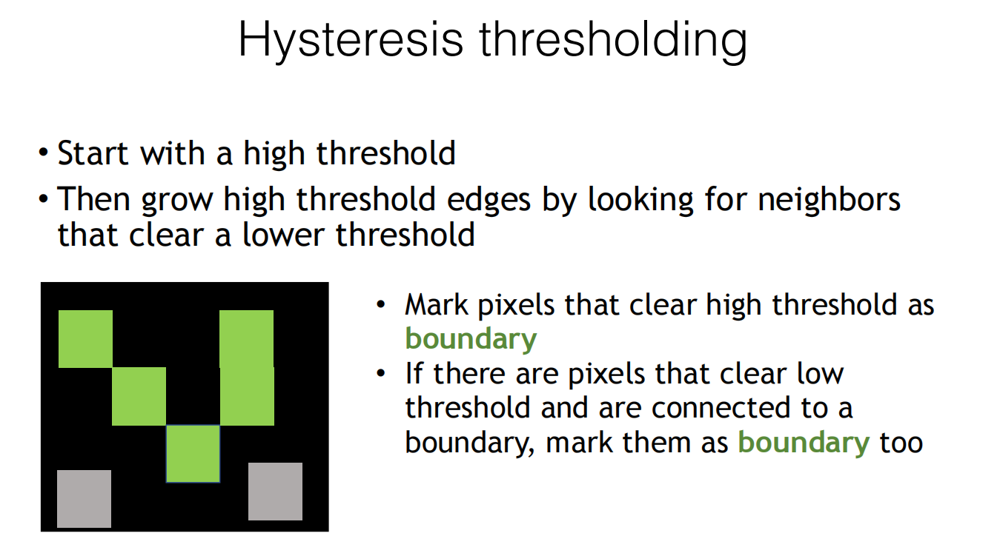 Hysteresis thresholding
• Start with a high threshold
• Then grow high threshold edges by looking for neighbors
that clear a lower threshold
• Mark pixels that clear high threshold as
boundary
• If there are pixels that clear low
threshold and are connected to a
boundary, mark them as boundary too